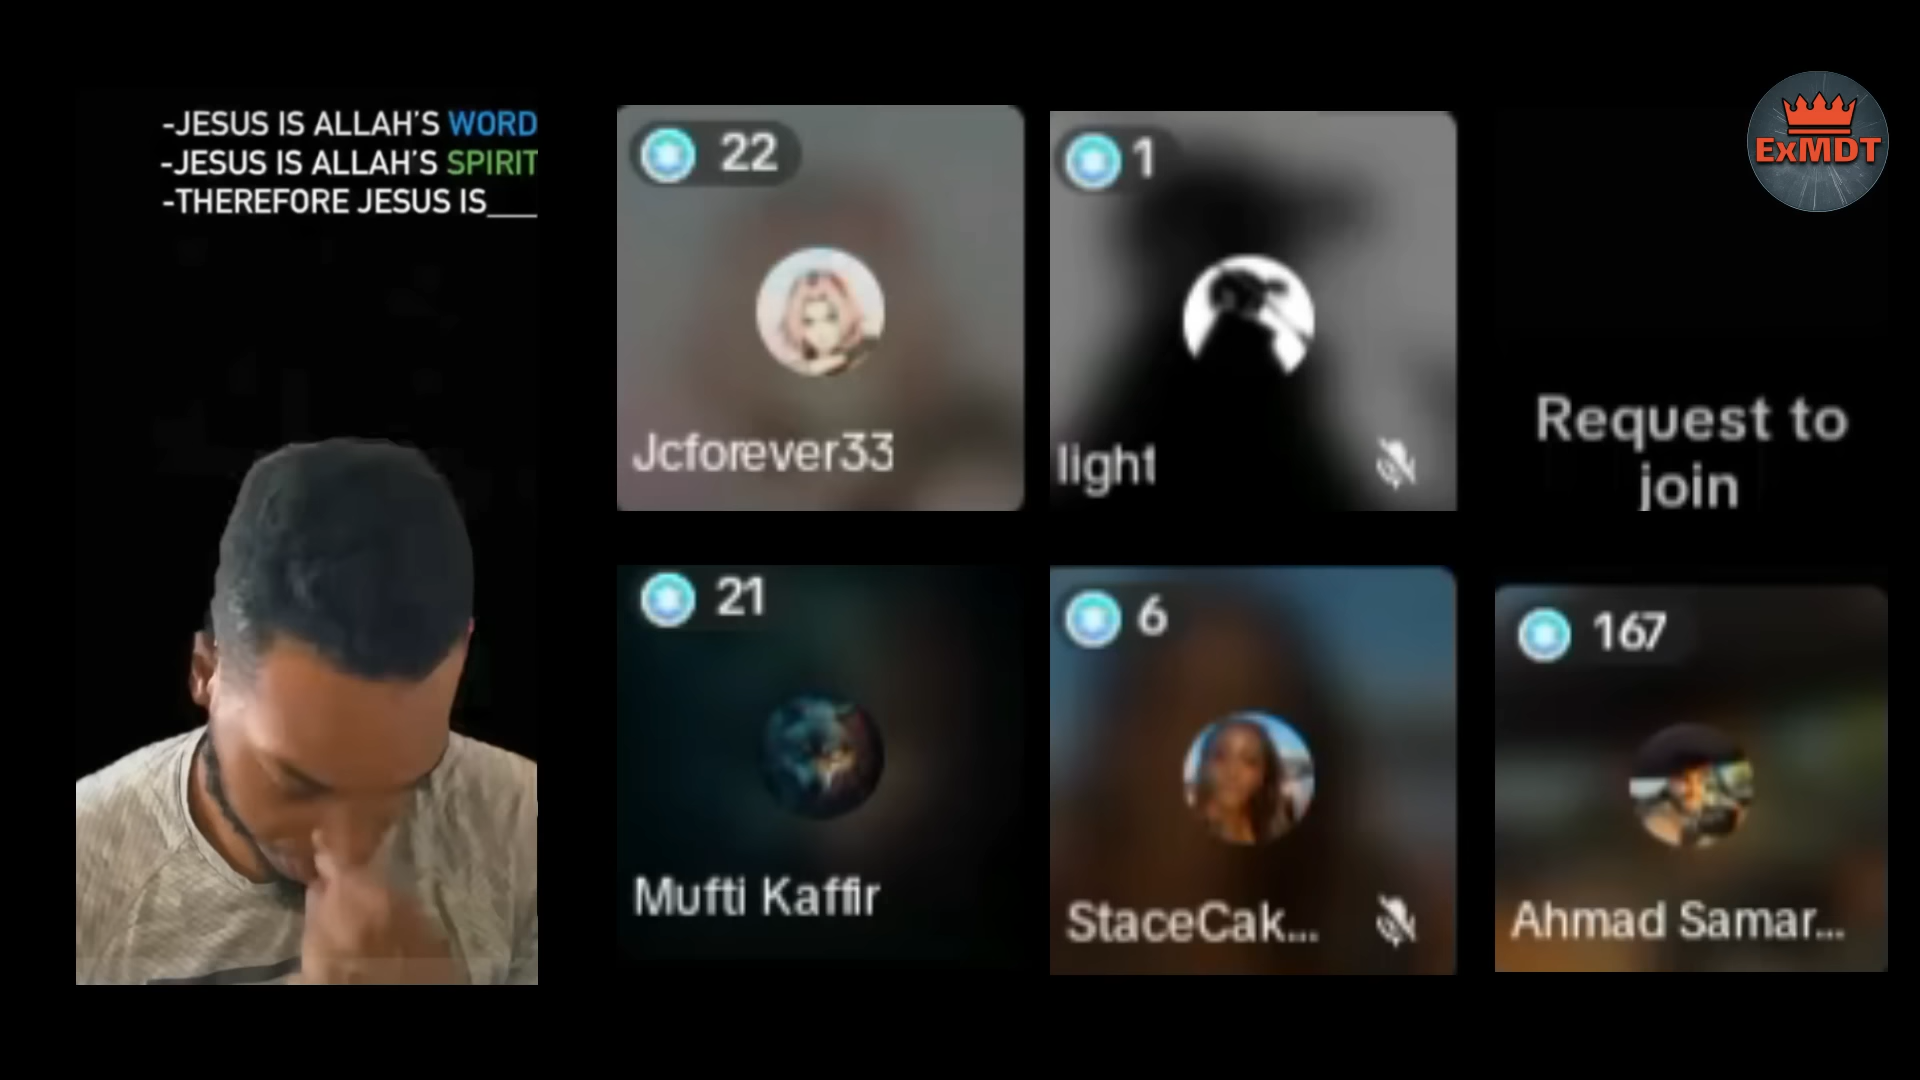 -JESUS IS ALLAH'S WORD
-JESUS IS ALLAH'S SPIRIT
-THEREFORE JESUS IS___
22
1
ExMDT
Jcforever33
light
Request to
join
21
6
167
Mufti Kaffir
StaceCak...
Ahmad Samar...